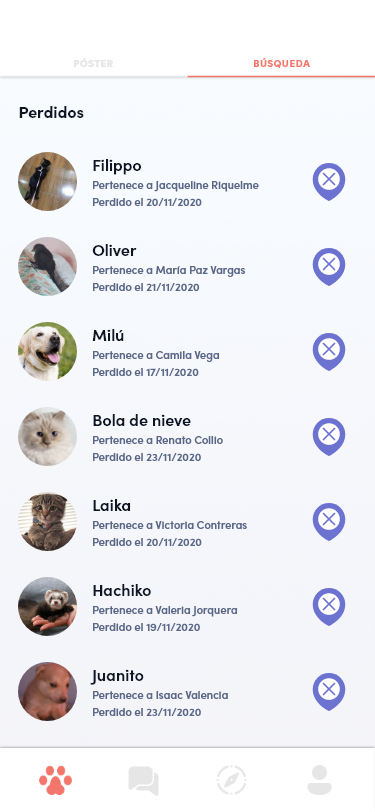 PÓSTER
BÚSQUEDA
Perdidos
Filippo
Pertenece a Jacqueline Riquelme
Perdido el 20/11/2020
Oliver
Pertenece a María Paz Vargas
Perdido el 21/11/2020
Milú
Pertenece a Camila Vega
Perdido el 17/11/2020
Bola de nieve
Pertenece a Renato Collio
Perdido el 23/11/2020
Laika
Pertenece a Victoria Contreras
Perdido el 20/11/2020
Hachiko
Pertenece a Valeria Jorquera
Perdido el 19/11/2020
Juanito
Pertenece a Isaac Valencia
Perdido el 23/11/2020